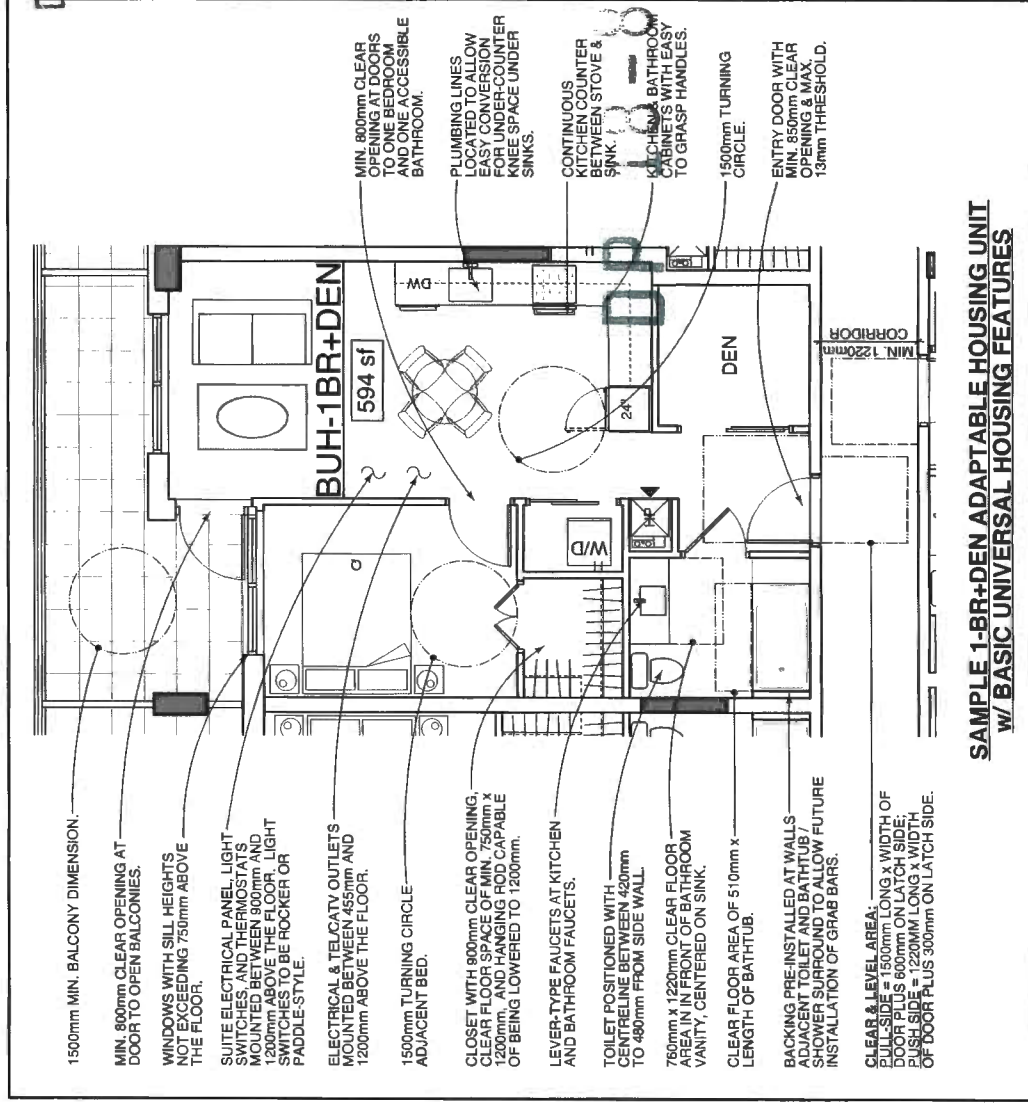 1500mm MIN. BALCONY DIMENSION.
MIN. 800mm CLEAR OPENING AT
DOOR TO OPEN BALCONIES.
WINDOWS WITH SILL HEIGHTS
NOT EXCEEDING 750mm ABOVE
THE FLOOR.
SUITE ELECTRICAL PANEL, LIGHT
SWITCHES, AND THERMOSTATS
MOUNTED BETWEEN 900mm AND
1200mm ABOVE THE FLOOR. LIGHT
SWITCHES TO BE ROCKER OR
PADDLE-STYLE.
ELECTRICAL & TEL/CATV OUTLETS
MOUNTED BETWEEN 455mm AND
1200mm ABOVE THE FLOOR.
1500mm TURNING CIRCLE
ADJACENT BED.
CLOSET WITH 800mm CLEAR OPENING,
CLEAR FLOOR SPACE OF MIN. 750mm x
1200mm, AND HANGING ROD CAPABLE
OF BEING LOWERED TO 1200mm.
LEVER-TYPE FAUCETS AT KITCHEN
AND BATHROOM FAUCETS.
TOILET POSITIONED WITH
CENTRELINE BETWEEN 420mm
TO 480mm FROM SIDE WALL.
760mm x 1220mm CLEAR FLOOR
AREA IN FRONT OF BATHROOM
VANITY, CENTERED ON SINK.
CLEAR FLOOR AREA OF 510mm x
LENGTH OF BATHTUB.
BACKING PRE-INSTALLED AT WALLS
ADJACENT TOILET AND BATHTUB /
SHOWER SURROUND TO ALLOW FUTURE
INSTALLATION OF GRAB BARS.
CLEAR & LEVEL AREA:
PULL-SIDE = 1500mm LONG x WIDTH OF
DOOR PLUS 600mm ON LATCH SIDE;
PUSH SIDE = 1220MM LONG x WIDTH
OF DOOR PLUS 300mm ON LATCH SIDE.
BUH-1BR+DEN
594 sf
DW
24"
W/D
DEN
MIN. 1220mm
CORRIDOR
MIN. 800mm CLEAR
OPENING AT DOORS
TO ONE BEDROOM
AND ONE ACCESSIBLE
BATHROOM.
PLUMBING LINES
LOCATED TO ALLOW
EASY CONVERSION
FOR UNDER-COUNTER
KNEE SPACE UNDER
SINKS.
CONTINUOUS
KITCHEN COUNTER
BETWEEN STOVE &
SINK.
KITCHEN & BATHROOM
CABINETS WITH EASY
TO GRASP HANDLES.
1500mm TURNING
CIRCLE.
ENTRY DOOR WITH
MIN. 850mm CLEAR
OPENING & MAX.
13mm THRESHOLD.
SAMPLE 1-BR+DEN ADAPTABLE HOUSING UNIT
w/ BASIC UNIVERSAL HOUSING FEATURES